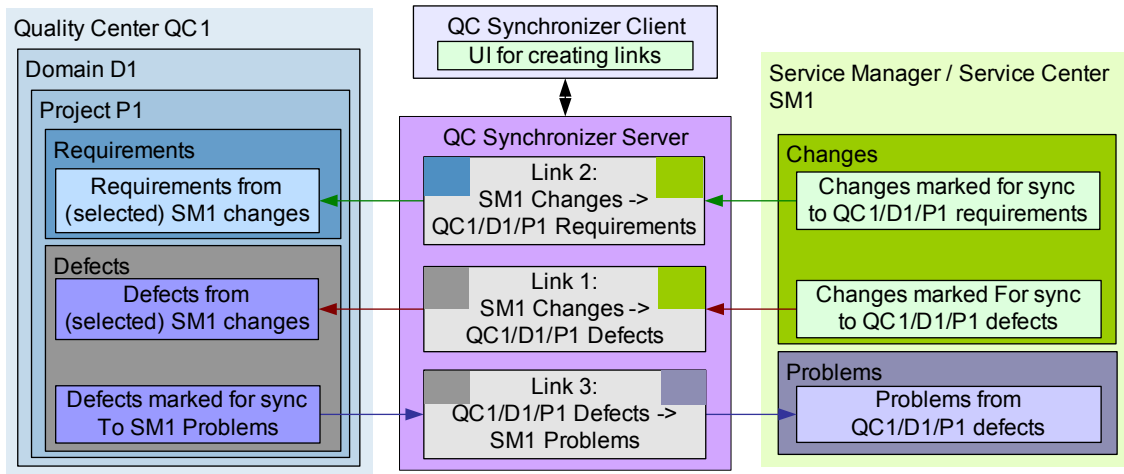 Quality Center QC1
Domain D1
Project P1
Requirements
Requirements from
(selected) SM1 changes
Defects
Defects from
(selected) SM1 changes
Defects marked for sync
To SM1 Problems
QC Synchronizer Client
UI for creating links
QC Synchronizer Server
Link 2:
SM1 Changes ->
QC1/D1/P1 Requirements
Link 1:
SM1 Changes ->
QC1/D1/P1 Defects
Link 3:
QC1/D1/P1 Defects ->
SM1 Problems
Service Manager / Service Center
SM1
Changes
Changes marked for sync
to QC1/D1/P1 requirements
Changes marked For sync
to QC1/D1/P1 defects
Problems
Problems from
QC1/D1/P1 defects